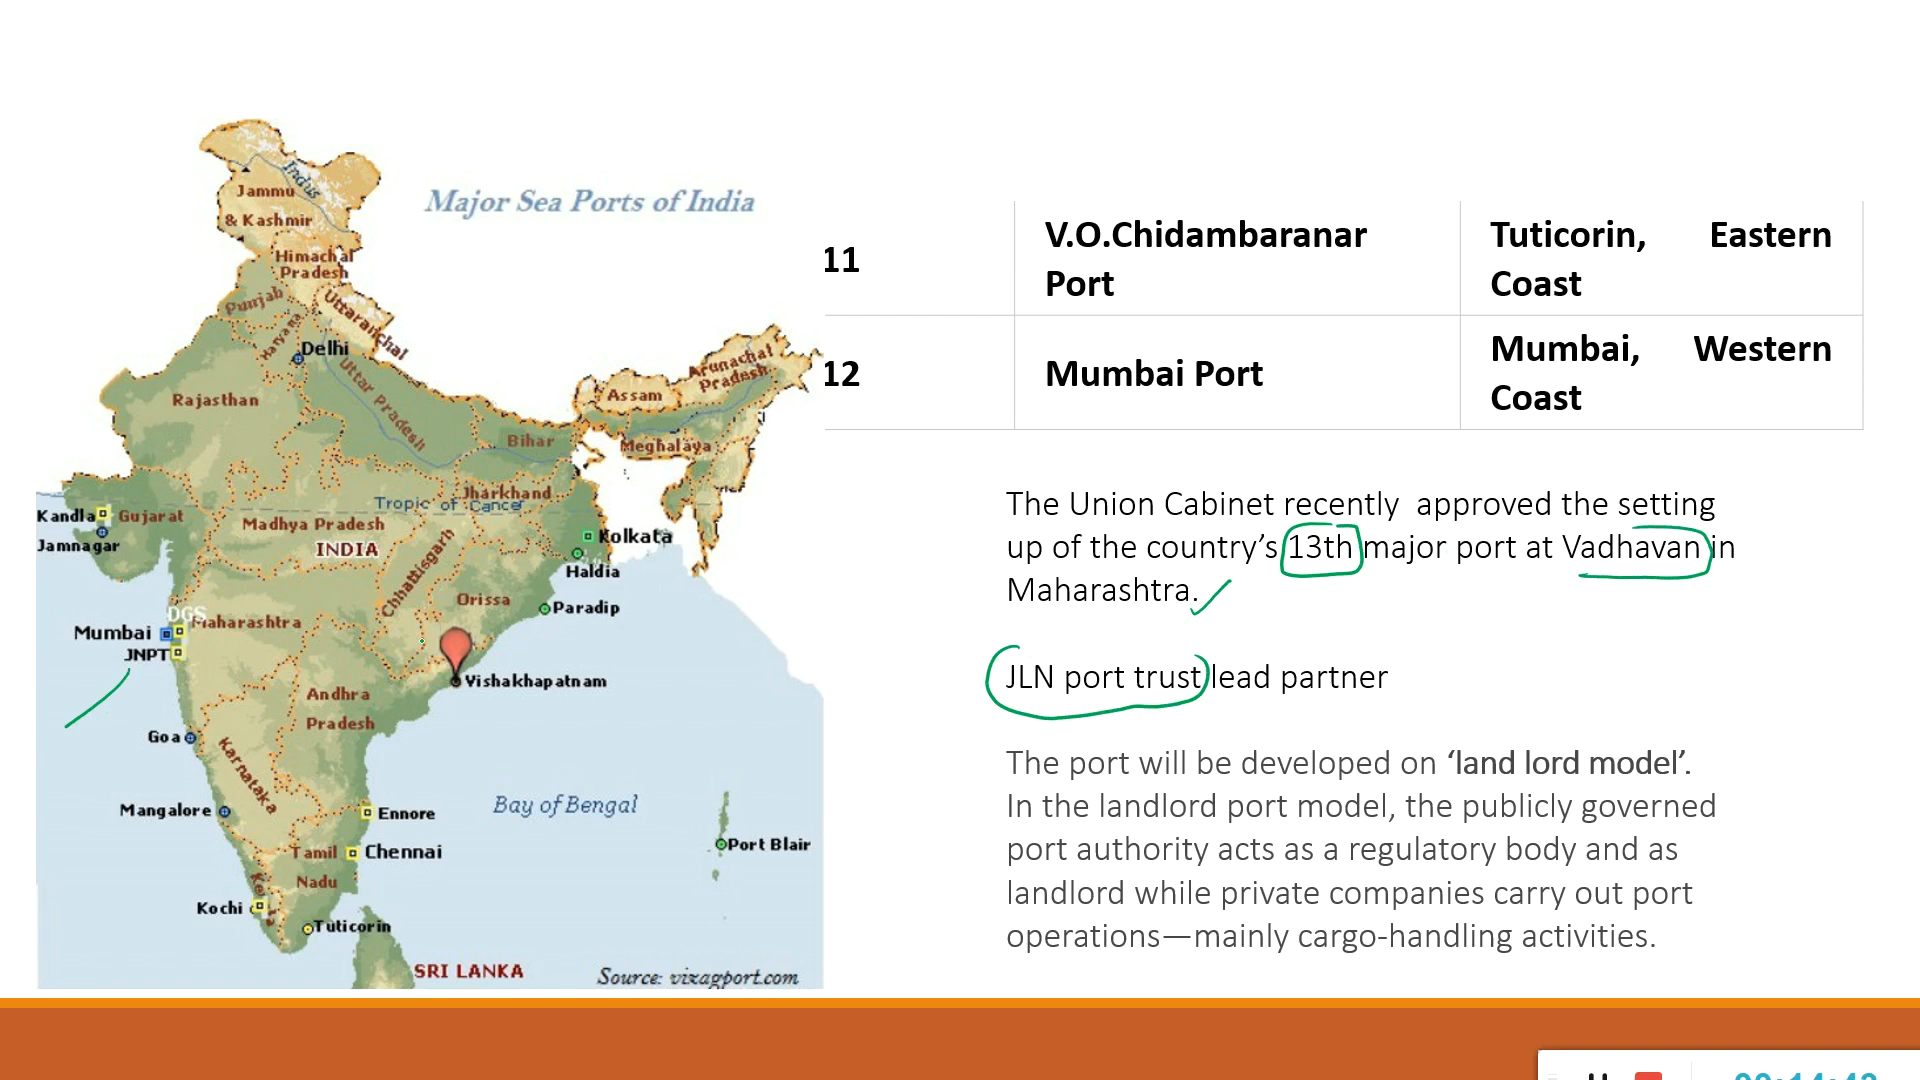 Major Sea Ports of India
Jammu
& Kashmir
Indus
Himachal
Pradesh
Punjab
Uttaranchal
Haryana
Delhi
Uttar Pradesh
Rajasthan
Arunachal
Pradesh
Assam
Bihar
Meghalaya
Jharkhand
Tropic of Cancer
Kandla
Gujarat
Jamnagar
Madhya Pradesh
INDIA
Chhattisgarh
Kolkata
Haldia
Orissa
Paradip
DGS
Maharashtra
Mumbai
JNPT
Vishakhapatnam
Andhra
Pradesh
Goa
Karnataka
Mangalore
Ennore
Bay of Bengal
Tamil
Chennai
Nadu
Port Blair
Kochi
Tuticorin
SRI LANKA
Source: vizagport.com
11 V.O.Chidambaranar Port Tuticorin, Eastern Coast
12 Mumbai Port Mumbai, Western Coast
The Union Cabinet recently approved the setting
up of the country’s 13th major port at Vadhavan in
Maharashtra.
JLN port trust lead partner
The port will be developed on ‘land lord model’.
In the landlord port model, the publicly governed
port authority acts as a regulatory body and as
landlord while private companies carry out port
operations—mainly cargo-handling activities.